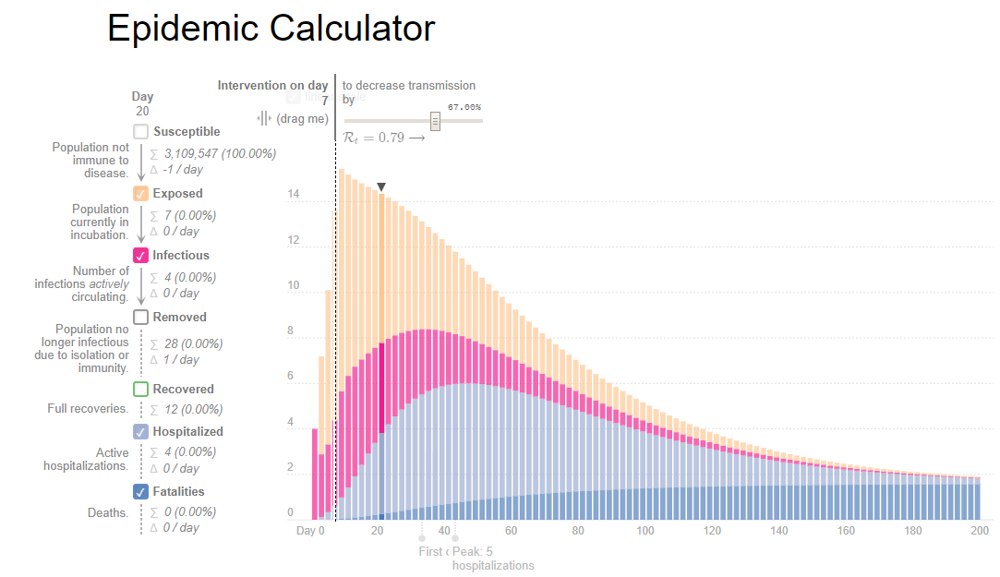 Epidemic Calculator
Intervention on day
7
(drag me)
to decrease transmission
by
67.00%
ℛt = 0.79 ⟶
Day
20
Susceptible
Population not
immune to
disease.
Σ 3,109,547 (100.00%)
Δ -1 / day
Exposed
Population
currently in
incubation.
Σ 7 (0.00%)
Δ 0 / day
Infectious
Number of
infections actively
circulating.
Σ 4 (0.00%)
Δ 0 / day
Removed
Population no
longer infectious
due to isolation or
immunity.
Σ 28 (0.00%)
Δ 1 / day
Recovered
Full recoveries.
Σ 12 (0.00%)
Hospitalized
Active
hospitalizations.
Σ 4 (0.00%)
Δ 0 / day
Fatalities
Deaths.
Σ 0 (0.00%)
Δ 0 / day
14
12
10
8
6
4
2
0
Day 0 20 40 60 80 100 120 140 160 180 200
First
Peak: 5
hospitalizations